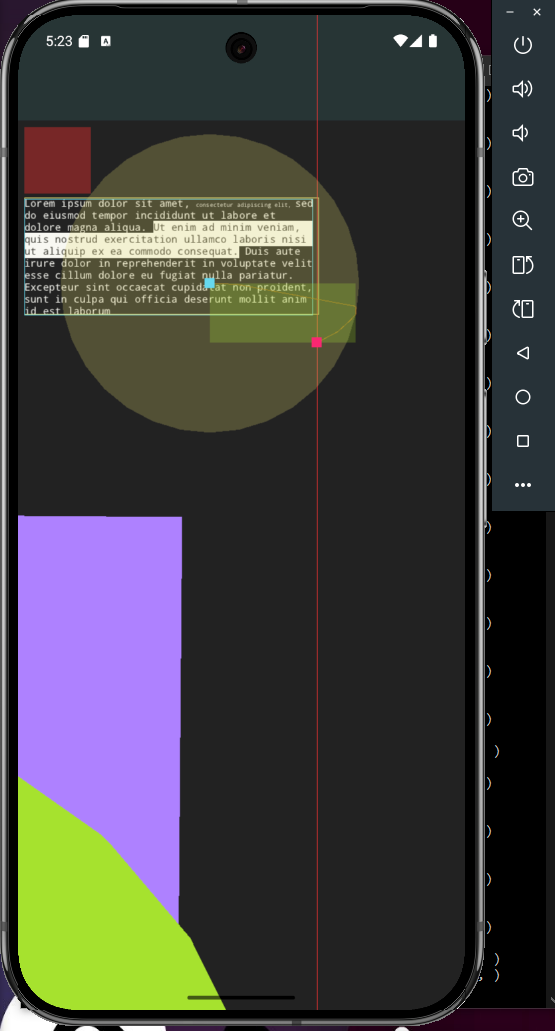 5:23
Lorem ipsum dolor sit amet, consectetur adipiscing elit, sed
do eiusmod tempor incididunt ut labore et
dolore magna aliqua. Ut enim ad minim veniam,
quis nostrud exercitation ullamco laboris nisi
ut aliquip ex ea commodo consequat. Duis aute
irure dolor in reprehenderit in voluptate velit
esse cillum dolore eu fugiat nulla pariatur.
Excepteur sint occaecat cupidatat non proident,
sunt in culpa qui officia deserunt mollit anim
id est laborum